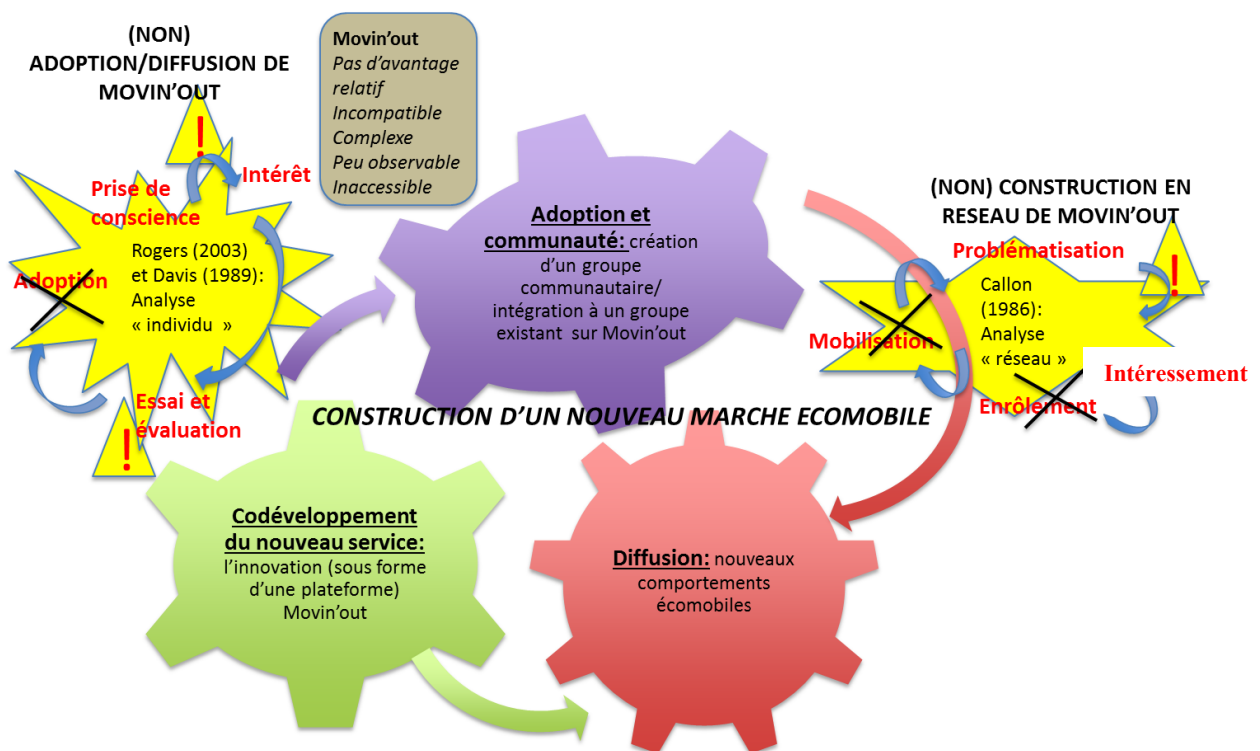 (NON)
ADOPTION/DIFFUSION DE
MOVIN’OUT
!
Prise de
conscience
Intérêt
Rogers (2003)
et Davis (1989):
Analyse
« individu  »
Adoption
Essai et
évaluation
!
Movin’out
Pas d’avantage
relatif
Incompatible
Complexe
Peu observable
Inaccessible
Adoption et
communauté: création
d’un groupe
communautaire/
intégration à un groupe
existant  sur Movin’out
(NON) CONSTRUCTION EN
RESEAU DE MOVIN’OUT
Problématisation
!
Callon
(1986):
Analyse
« réseau »
Mobilisation
Intéressement
Enrôlement
CONSTRUCTION D’UN NOUVEAU MARCHE ECOMOBILE
Codéveloppement
du nouveau service:
l’innovation (sous forme
d’une plateforme)
Movin’out
Diffusion: nouveaux
comportements
écomobiles